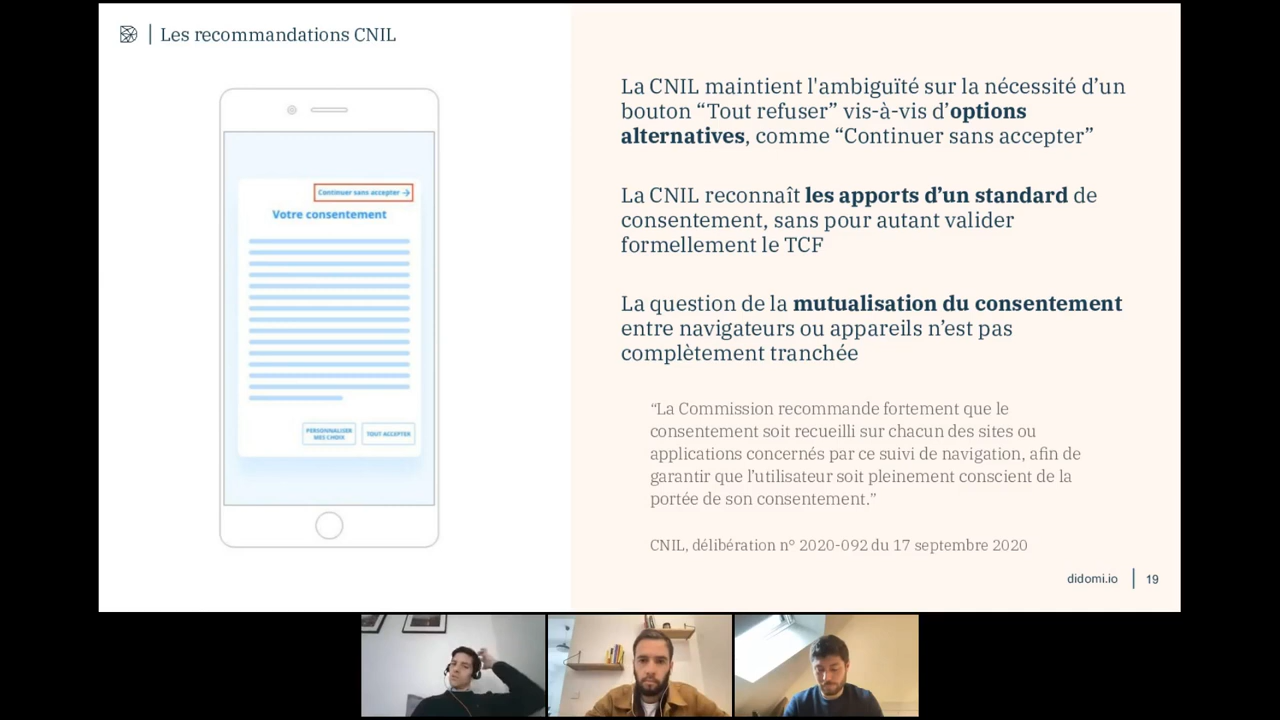 Les recommandations CNIL
Continuer sans accepter →
Votre consentement
PERSONNALISER
MES CHOIX
TOUT ACCEPTER
La CNIL maintient l'ambiguïté sur la nécessité d’un
bouton “Tout refuser” vis-à-vis d’options
alternatives, comme “Continuer sans accepter”
La CNIL reconnaît les apports d’un standard de
consentement, sans pour autant valider
formellement le TCF
La question de la mutualisation du consentement
entre navigateurs ou appareils n’est pas
complètement tranchée
“La Commission recommande fortement que le
consentement soit recueilli sur chacun des sites ou
applications concernés par ce suivi de navigation, afin de
garantir que l’utilisateur soit pleinement conscient de la
portée de son consentement.”
CNIL, délibération n° 2020-092 du 17 septembre 2020
didomi.io
19